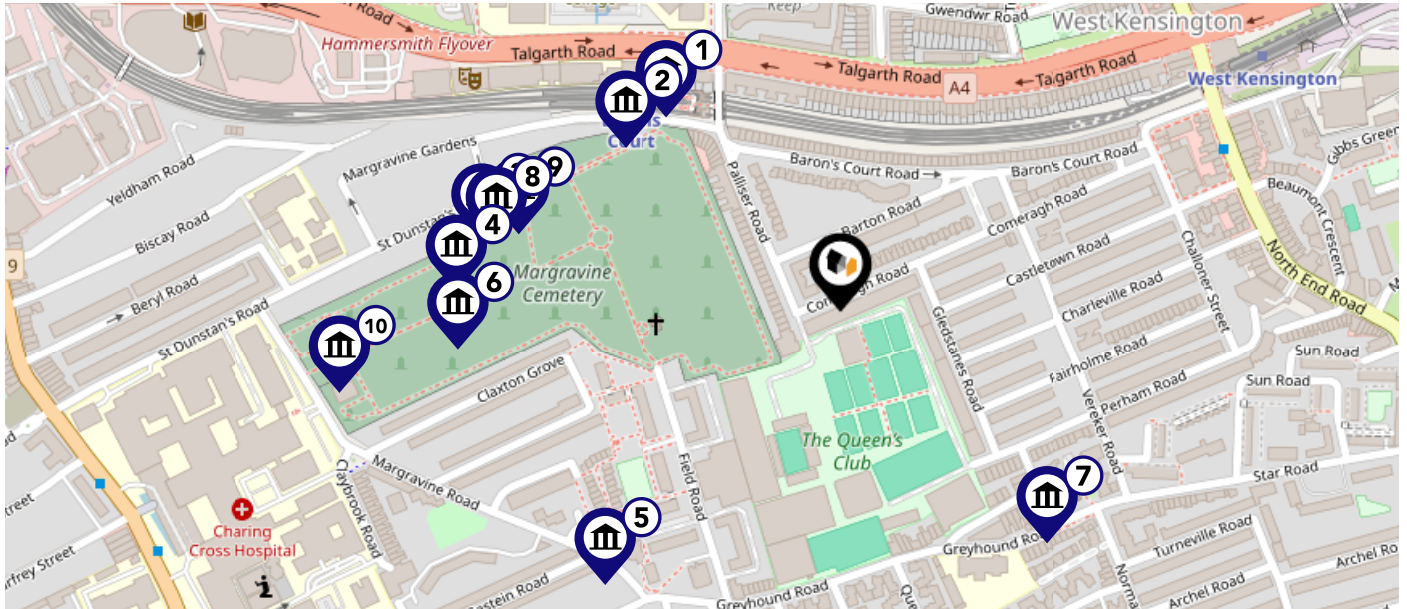 Keep
Gwendwr Road
West Kensington
Road
Hammersmith Flyover
Talgarth Road
Talgarth Road
Talgarth Road
A4
West Kensington
1
2
Court
Margravine Gardens
Yeldham Road
Biscay Road
Beryl Road
St Dunstan's
St Dunstan's Road
9
9
8
4
6
10
Margravine
Cemetery
Palliser Road
Baron's Court Road
Baron's Court Road
Barton Road
Comeragh Road
Castletown Road
Charleville Road
Fairholme Road
Perham Road
Challoner Street
Gibbs Green
Beaumont Crescent
North End Road
Sun Road
Sun Road
Gledstanes Road
Vereker Road
Star Road
Claxton Grove
The Queen's
Club
Margravine Road
Claybrook Road
Field Road
Charing
Cross Hospital
5
7
Greyhound
Greyhound Road
Turneville Road
Archel Road
Street
Street